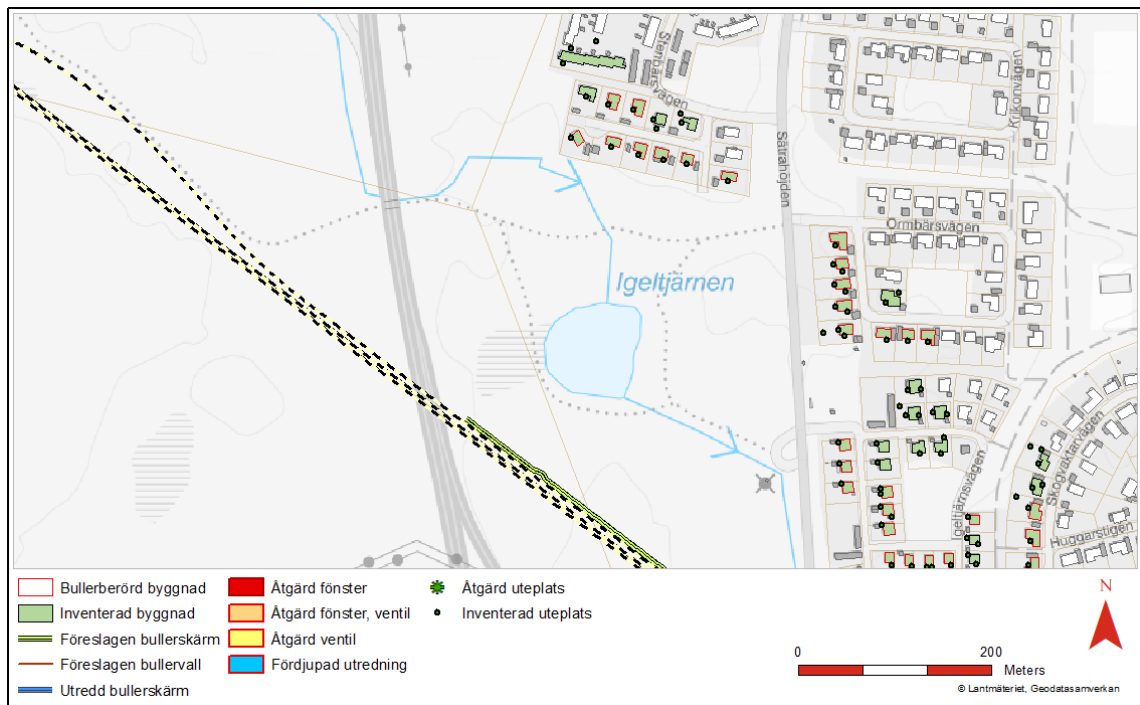 Stenbärsvägen
Sätrahöjden
Krikonvägen
Ormbärsvägen
Igeltjärnen
Igeltjärnsvägen
Skogvaktarvägen
Huggarstigen
Bullerberörd byggnad
Inventerad byggnad
Föreslagen bullerskärm
Föreslagen bullervall
Utredd bullerskärm
Åtgärd fönster
Åtgärd fönster, ventil
Åtgärd ventil
Fördjupad utredning
Åtgärd uteplats
Inventerad uteplats
N
0 200
Meters
© Lantmäteriet, Geodatasamverkan